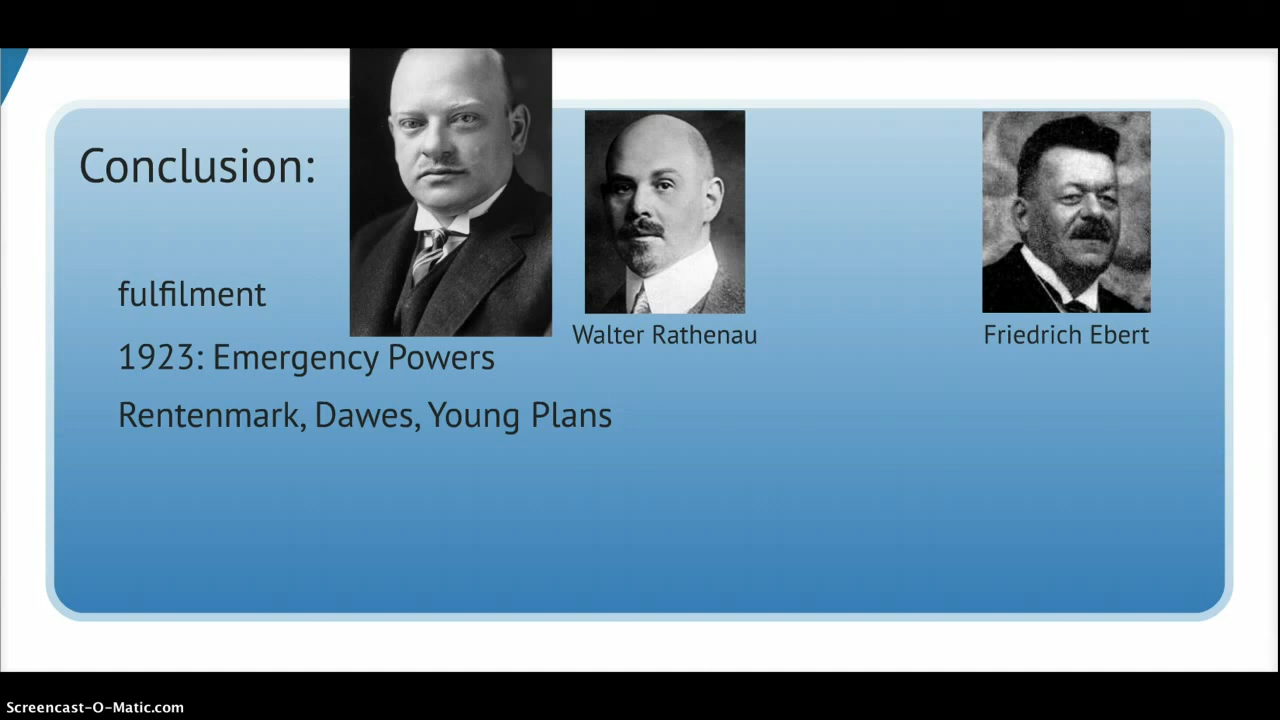 Conclusion:
Walter Rathenau
Friedrich Ebert
fulfilment
1923: Emergency Powers
Rentenmark, Dawes, Young Plans
Screencast-O-Matic.com